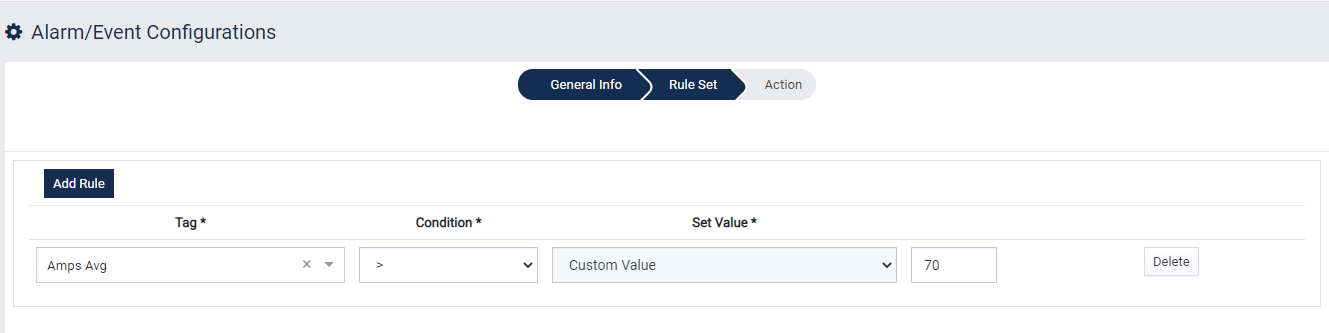 Alarm/Event Configurations
General Info Rule Set Action
Add Rule
Tag * Condition * Set Value *
Amps Avg × > Custom Value 70 Delete